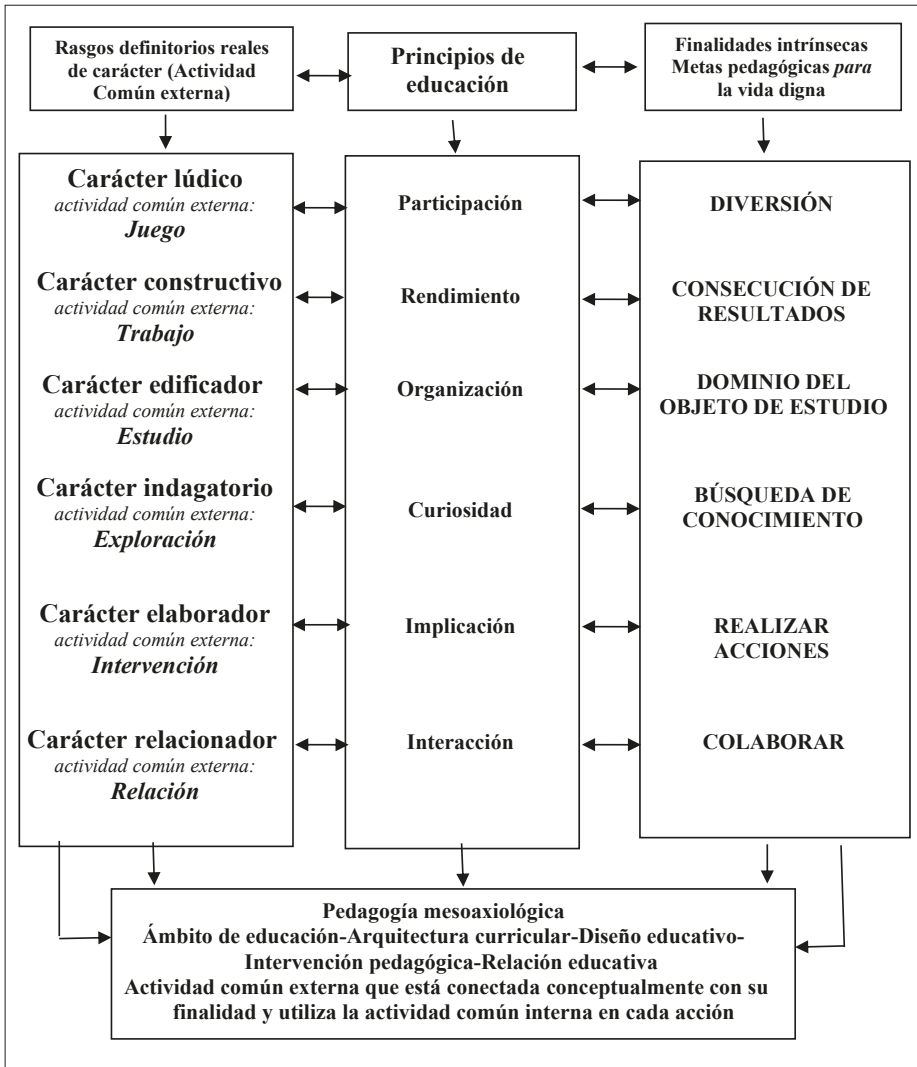 Rasgos definitorios reales
de carácter (Actividad
Común externa)
Principios de
educación
Finalidades intrínsecas
Metas pedagógicas para
la vida digna
Carácter lúdico
actividad común externa:
Juego
Participación
DIVERSIÓN
Carácter constructivo
actividad común externa:
Trabajo
Rendimiento
CONSECUCIÓN DE
RESULTADOS
Carácter edificador
actividad común externa:
Estudio
Organización
DOMINIO DEL
OBJETO DE ESTUDIO
Carácter indagatorio
actividad común externa:
Exploración
Curiosidad
BÚSQUEDA DE
CONOCIMIENTO
Carácter elaborador
actividad común externa:
Intervención
Implicación
REALIZAR
ACCIONES
Carácter relacionador
actividad común externa:
Relación
Interacción
COLABORAR
Pedagogía mesoaxiológica
Ámbito de educación-Arquitectura curricular-Diseño educativo-
Intervención pedagógica-Relación educativa
Actividad común externa que está conectada conceptualmente con su
finalidad y utiliza la actividad común interna en cada acción